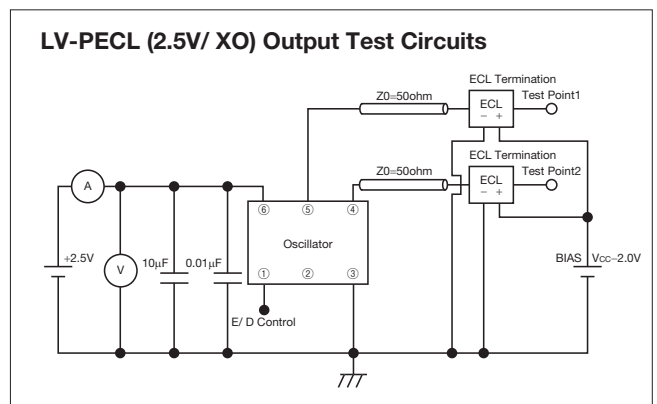 LV-PECL (2.5V/ XO) Output Test Circuits
ECL Termination
Z0=50ohm
Test Point1
ECL
− +
ECL Termination
Z0=50ohm
Test Point2
ECL
− +
A
⑥ ⑤ ④
Oscillator
+2.5V
V
10µF
0.01µF
BIAS
Vcc−2.0V
① ② ③
E/ D Control